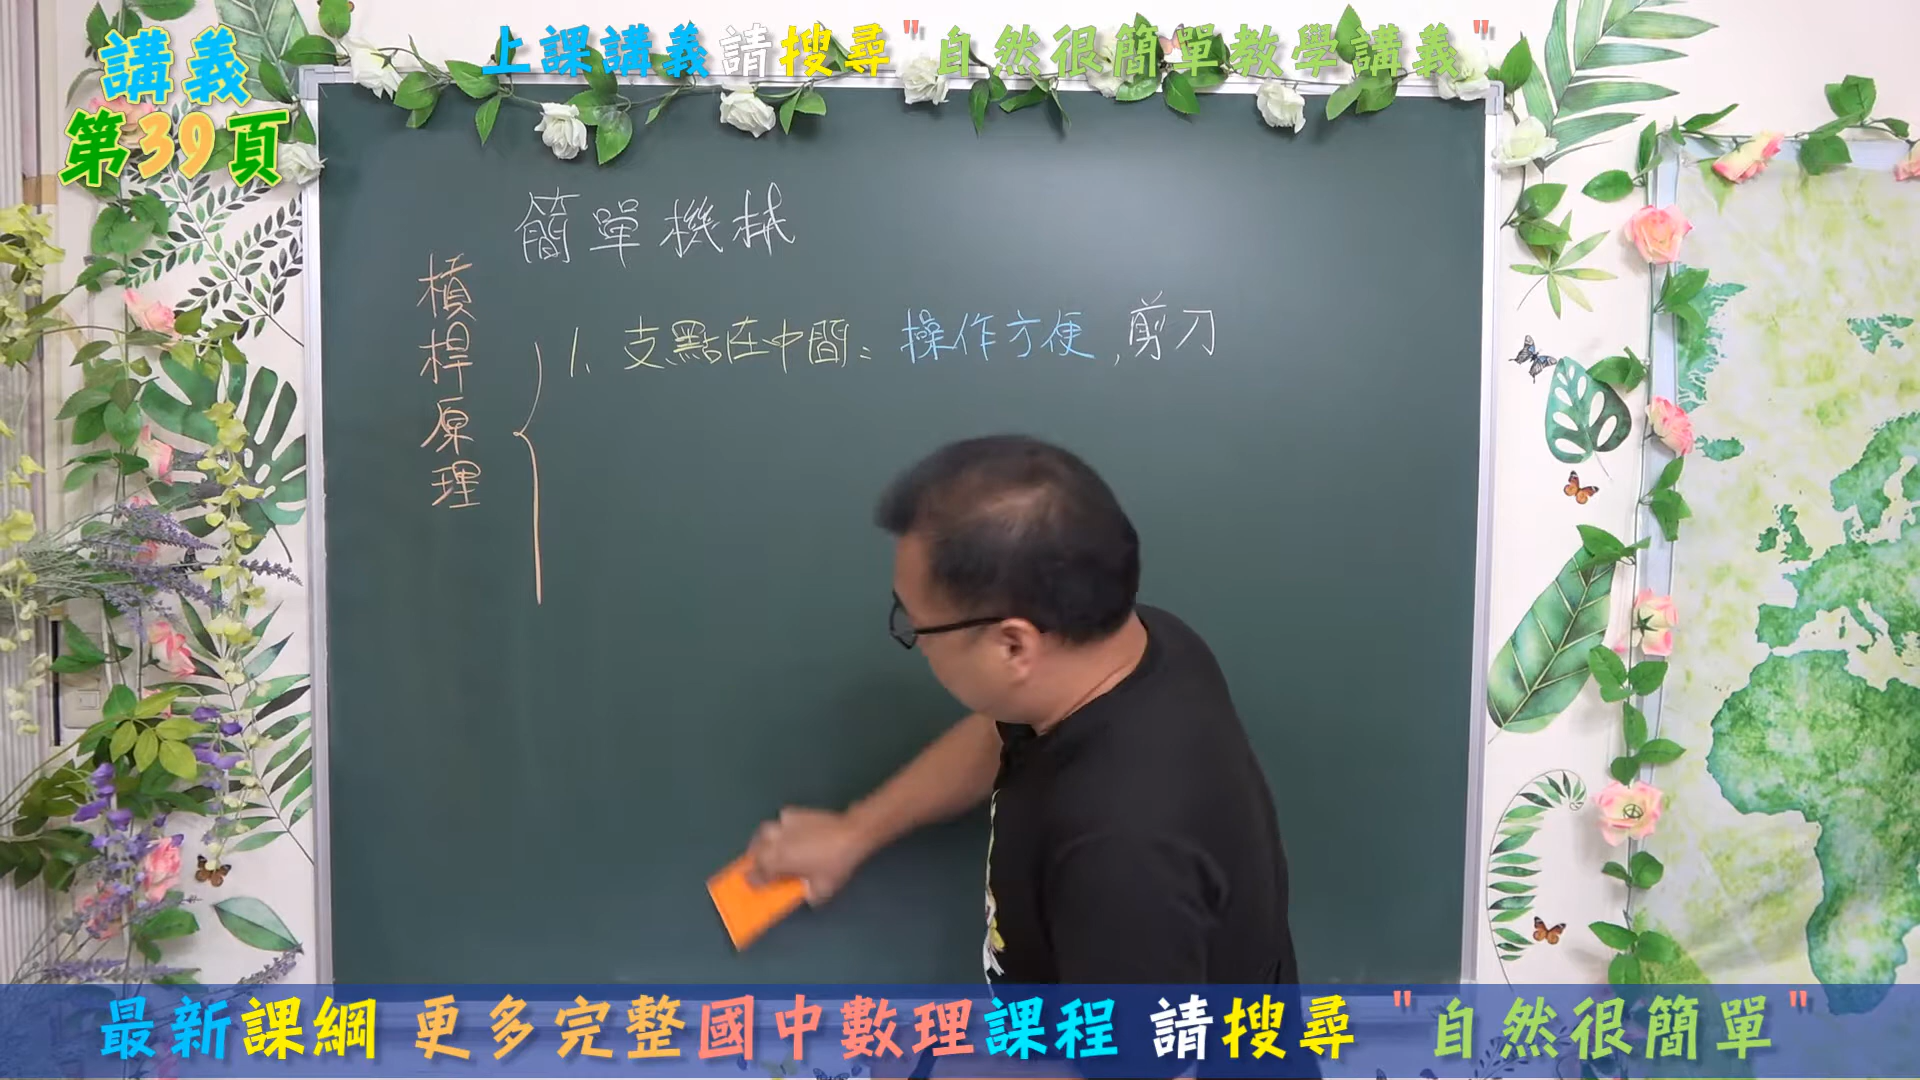 上課講義請搜尋"自然很簡單教學講義"
講義
第39頁
簡單機械
槓桿原理
1. 支點在中間: 操作方便,剪刀
最新課綱 更多完整國中數理課程 請搜尋 "自然很簡單"